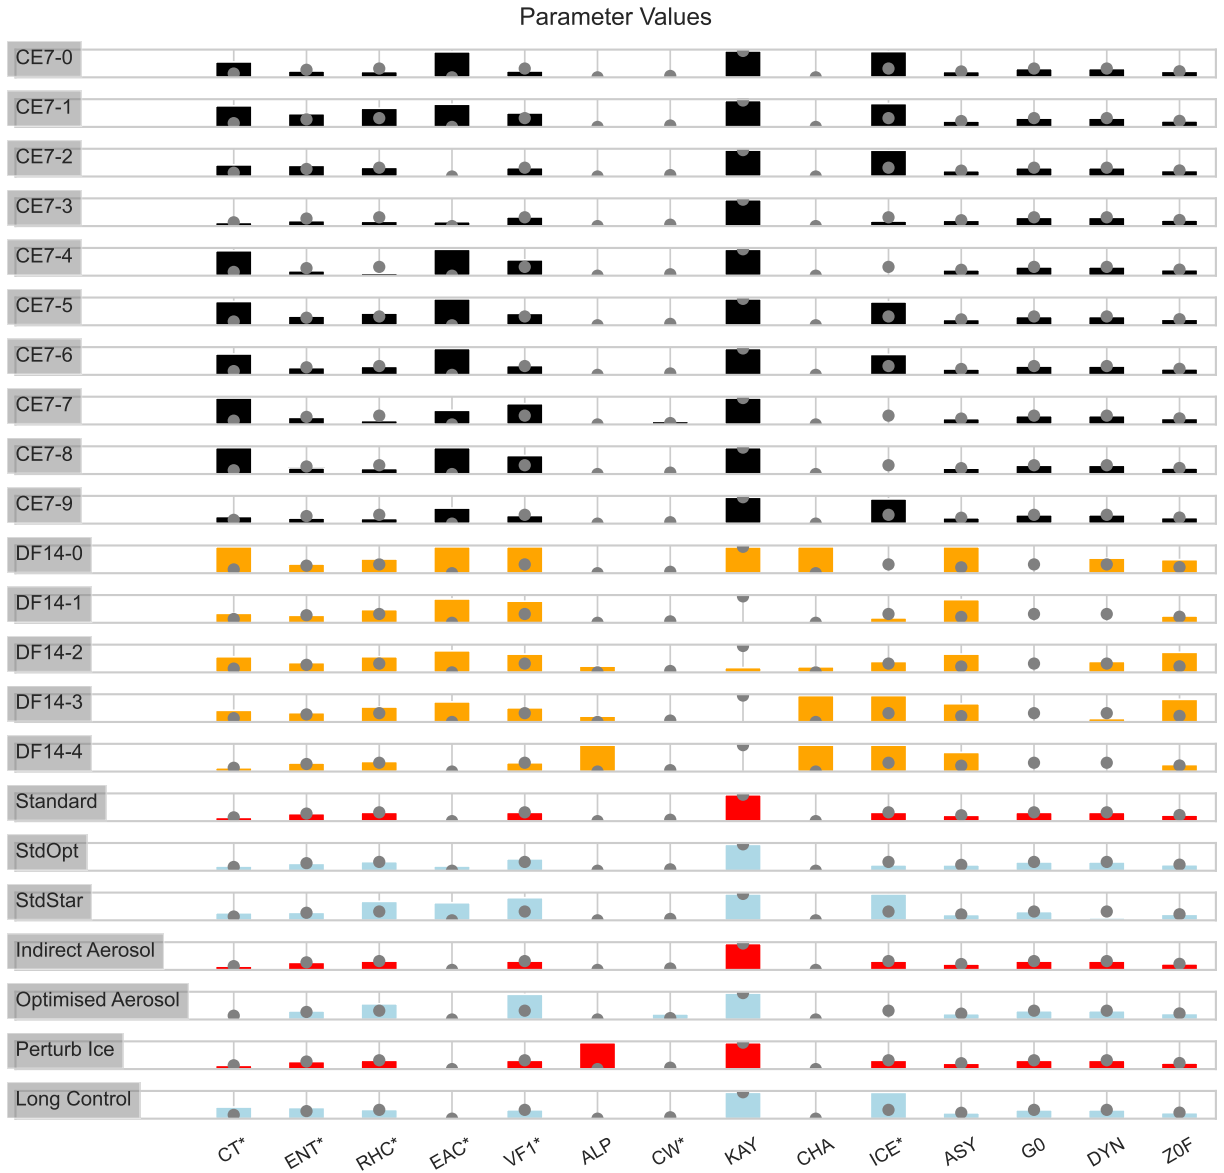 Parameter Values
CE7-0
CE7-1
CE7-2
CE7-3
CE7-4
CE7-5
CE7-6
CE7-7
CE7-8
CE7-9
DF14-0
DF14-1
DF14-2
DF14-3
DF14-4
Standard
StdOpt
StdStar
Indirect Aerosol
Optimised Aerosol
Perturb Ice
Long Control
CT* ENT* RHC* EAC* VF1* ALP CW* KAY CHA ICE* ASY G0 DYN Z0F